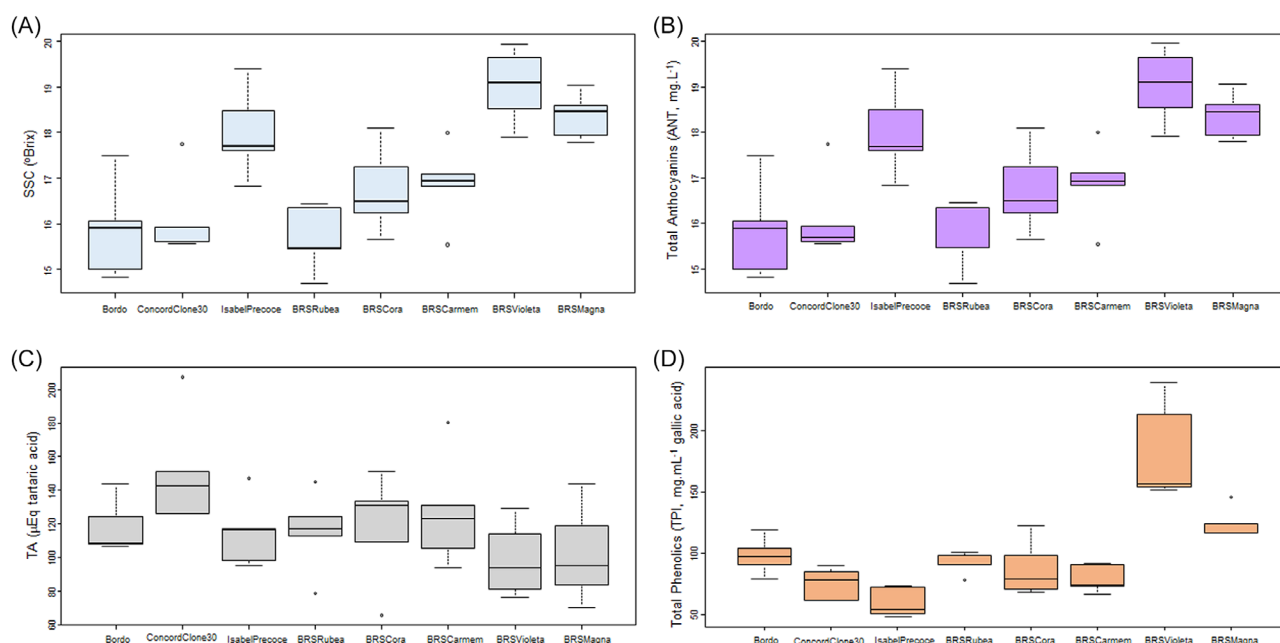 (A)
SSC (ºBrix)
20
19
18
17
16
15
Bordo ConcordClone30 IsabelPrecoce BRSRubea BRSCora BRSCarmem BRSVioleta BRSMagna
(B)
Total Anthocyanins (ANT, mg.L-1)
20
19
18
17
16
15
Bordo ConcordClone30 IsabelPrecoce BRSRubea BRSCora BRSCarmem BRSVioleta BRSMagna
(C)
TA (µEq tartaric acid)
200
180
160
140
120
100
80
60
Bordo ConcordClone30 IsabelPrecoce BRSRubea BRSCora BRSCarmem BRSVioleta BRSMagna
(D)
Total Phenolics (TPI, mg.mL-1 gallic acid)
200
150
100
50
Bordo ConcordClone30 IsabelPrecoce BRSRubea BRSCora BRSCarmem BRSVioleta BRSMagna